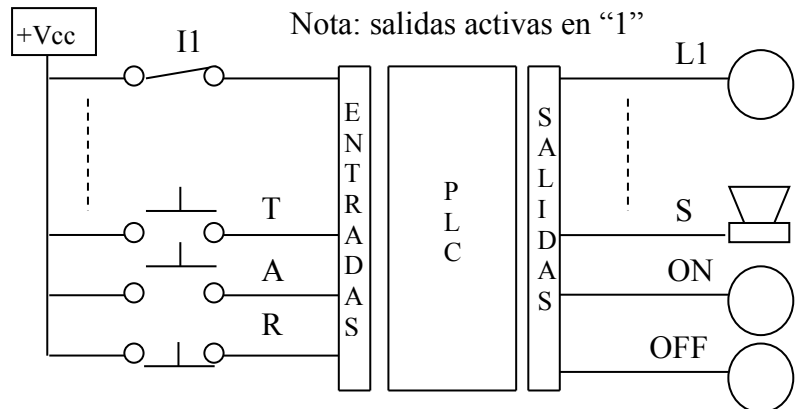 Nota: salidas activas en “1”
+Vcc
I1
L1
ENTRADAS
PLC
SALIDAS
T
S
A
ON
R
OFF